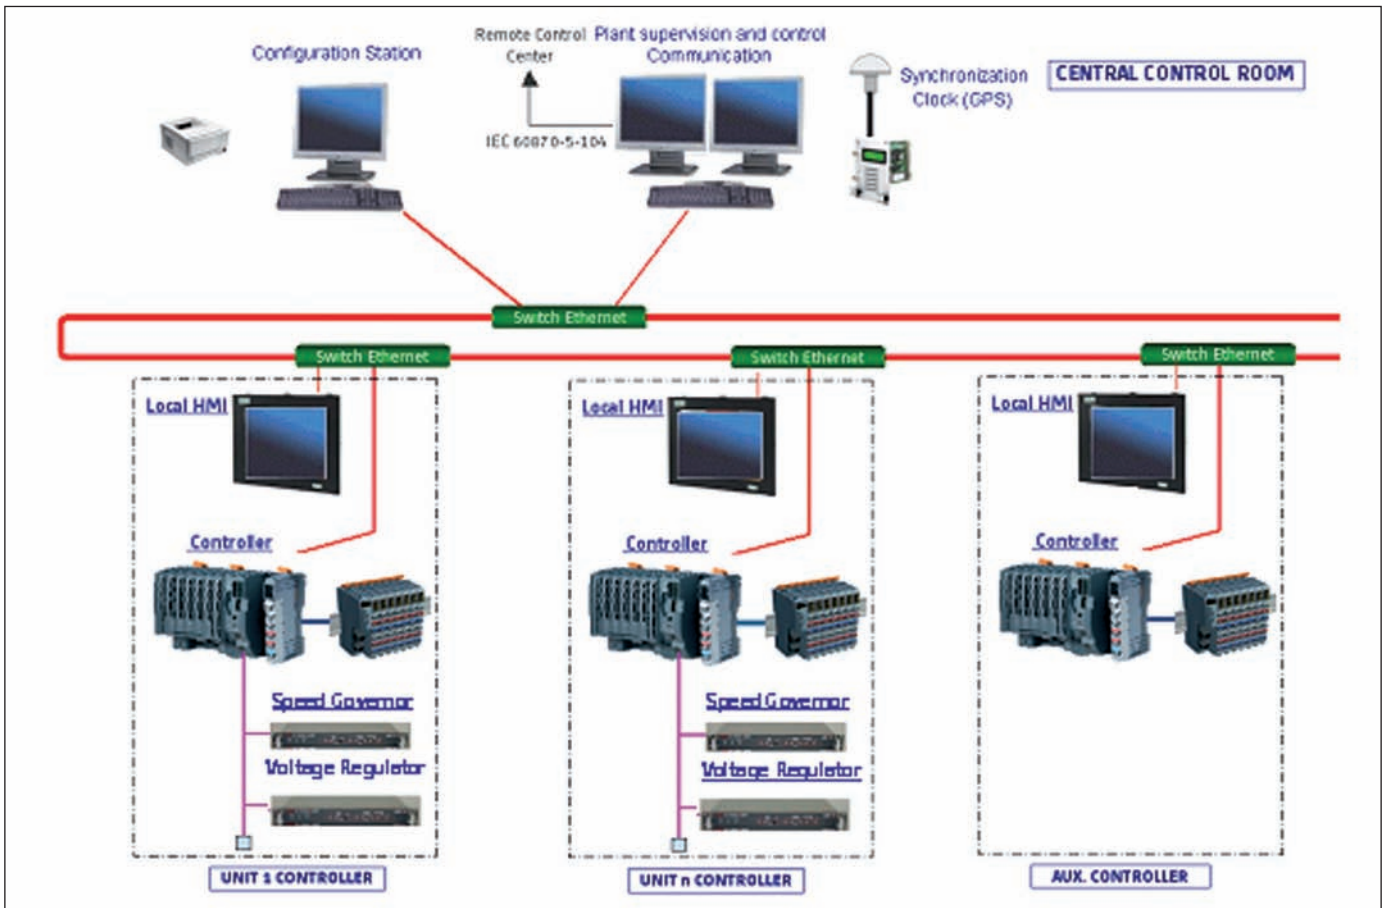 Configuration Station
Remote Control
Center
Plant supervision and control
Communication
IEC 60870-5-104
Synchronization
Clock (GPS)
CENTRAL CONTROL ROOM
Switch Ethernet
Switch Ethernet
Switch Ethernet
Switch Ethernet
Local HMI
Local HMI
Local HMI
Controller
Controller
Controller
Speed Governor
Speed Governor
Voltage Regulator
Voltage Regulator
UNIT 1 CONTROLLER
UNIT n CONTROLLER
AUX. CONTROLLER